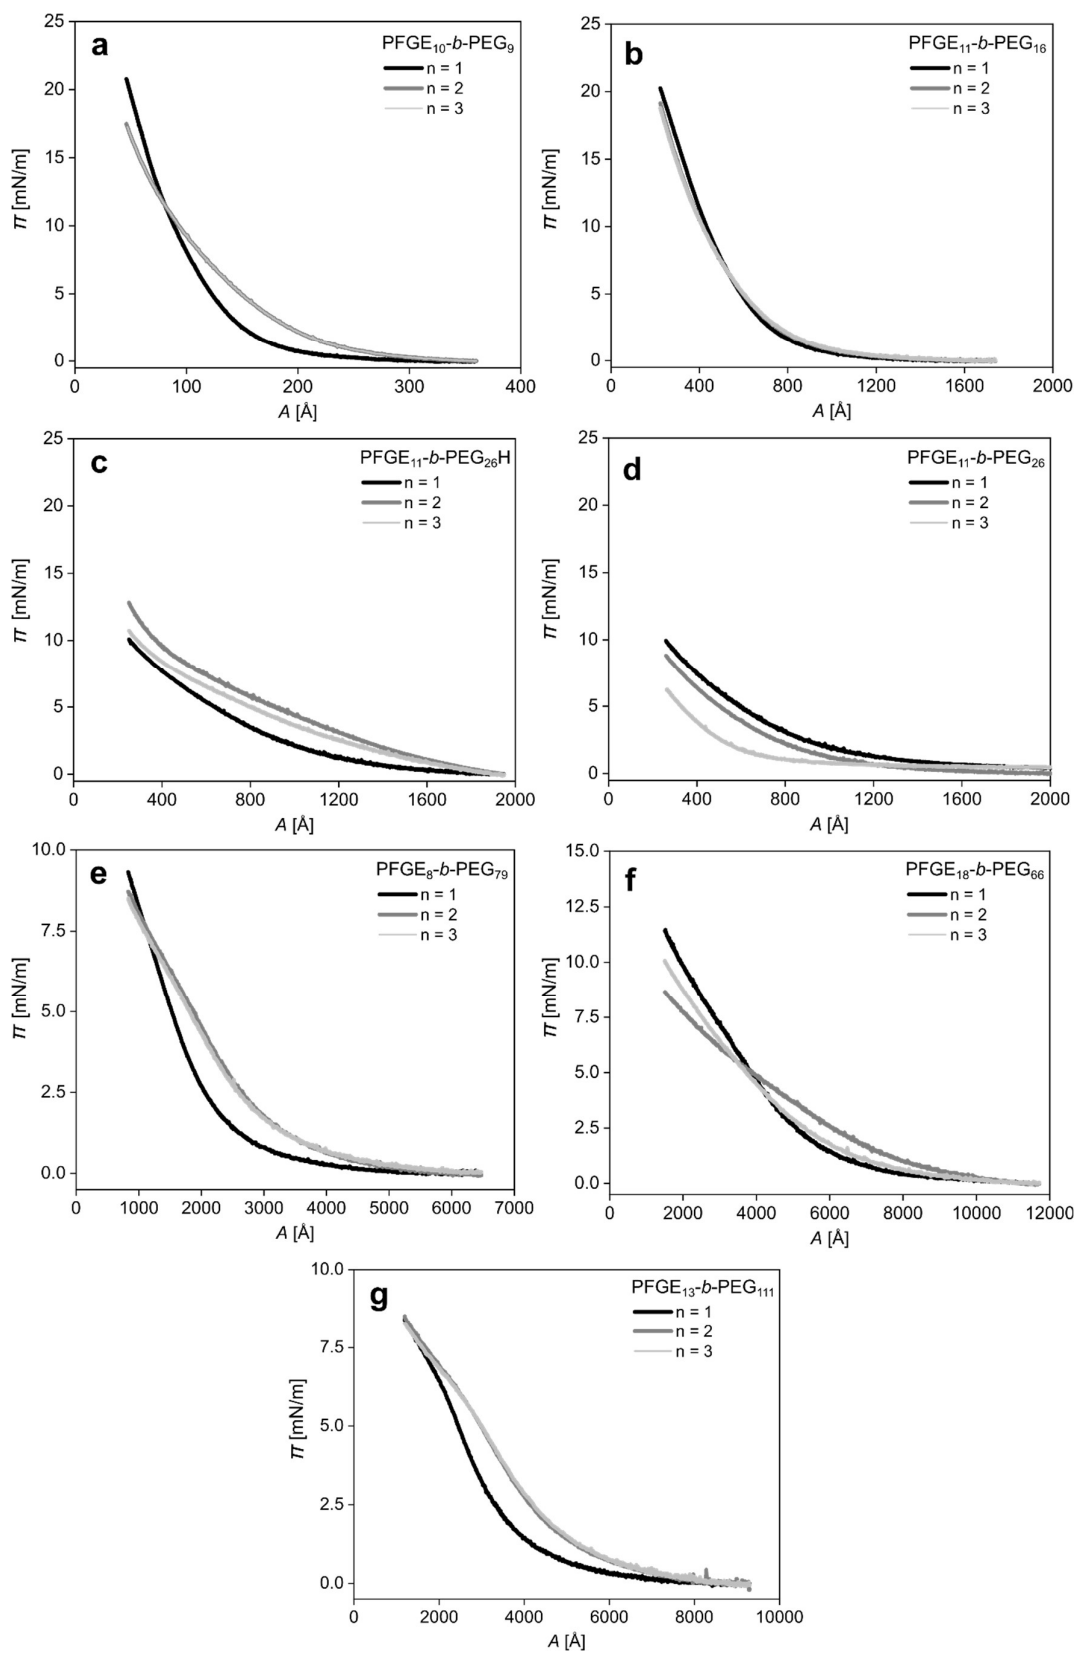 a
PFGE10-b-PEG9
n = 1
n = 2
n = 3
25
20
15
10
5
0
π [mN/m]
0 100 200 300 400
A [Å]
b
PFGE11-b-PEG16
n = 1
n = 2
n = 3
25
20
15
10
5
0
π [mN/m]
0 400 800 1200 1600 2000
A [Å]
c
PFGE11-b-PEG26H
n = 1
n = 2
n = 3
25
20
15
10
5
0
π [mN/m]
0 400 800 1200 1600 2000
A [Å]
d
PFGE11-b-PEG26
n = 1
n = 2
n = 3
25
20
15
10
5
0
π [mN/m]
0 400 800 1200 1600 2000
A [Å]
e
PFGE8-b-PEG79
n = 1
n = 2
n = 3
10.0
7.5
5.0
2.5
0.0
π [mN/m]
0 1000 2000 3000 4000 5000 6000 7000
A [Å]
f
PFGE18-b-PEG66
n = 1
n = 2
n = 3
15.0
12.5
10.0
7.5
5.0
2.5
0.0
π [mN/m]
0 2000 4000 6000 8000 10000 12000
A [Å]
g
PFGE13-b-PEG111
n = 1
n = 2
n = 3
10.0
7.5
5.0
2.5
0.0
π [mN/m]
0 2000 4000 6000 8000 10000
A [Å]